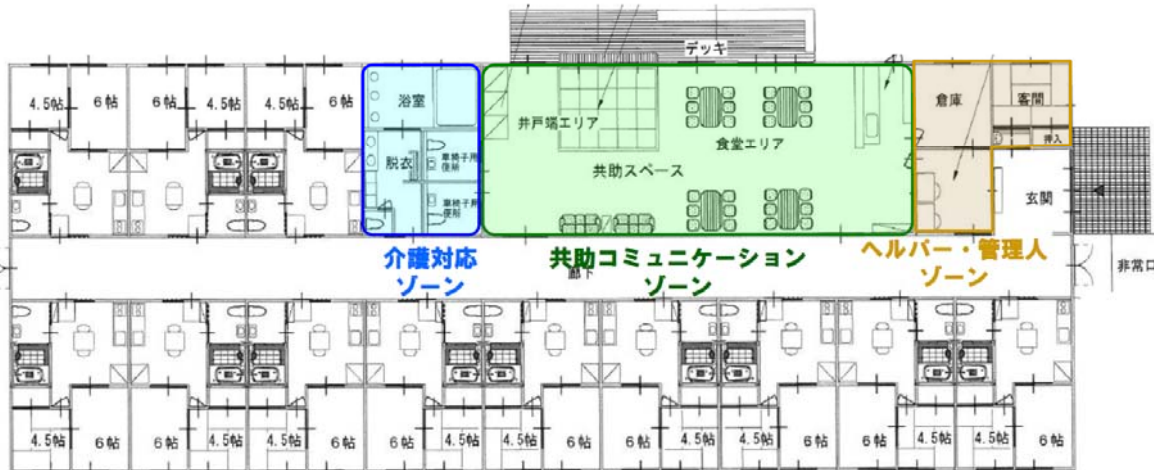 デッキ
4.5帖
6帖
6帖
4.5帖
4.5帖
6帖
浴室
井戸端エリア
倉庫
客間
食堂エリア
押入
脱衣
車椅子用
便所
共助スペース
車椅子用
便所
玄関
介護対応
ゾーン
共助コミュニケーション
ゾーン
ヘルパー・管理人
ゾーン
廊下
非常口
4.5帖
6帖
6帖
4.5帖
4.5帖
6帖
6帖
4.5帖
4.5帖
6帖
6帖
4.5帖
4.5帖
6帖
6帖
4.5帖
4.5帖
6帖